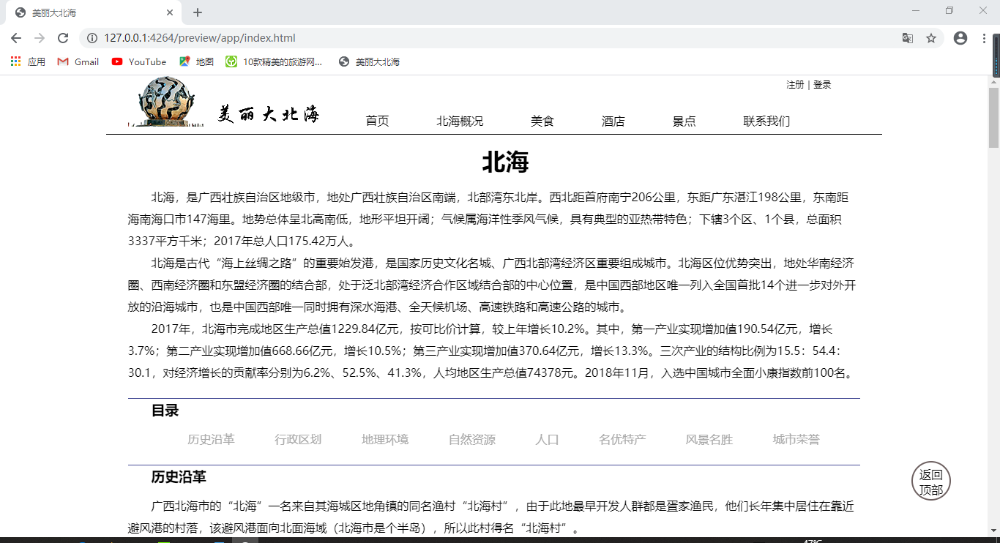 美丽大北海
127.0.0.1:4264/preview/app/index.html
应用 Gmail YouTube 地图 10款精美的旅游网... 美丽大北海
注册 | 登录
美丽大北海 首页 北海概况 美食 酒店 景点 联系我们
北海
北海，是广西壮族自治区地级市，地处广西壮族自治区南端，北部湾东北岸。西北距首府南宁206公里，东距广东湛江198公里，东南距
海南海口市147海里。地势总体呈北高南低，地形平坦开阔；气候属海洋性季风气候，具有典型的亚热带特色；下辖3个区、1个县，总面积
3337平方千米；2017年总人口175.42万人。
北海是古代“海上丝绸之路”的重要始发港，是国家历史文化名城、广西北部湾经济区重要组成城市。北海区位优势突出，地处华南经济
圈、西南经济圈和东盟经济圈的结合部，处于泛北部湾经济合作区域结合部的中心位置，是中国西部地区唯一列入全国首批14个进一步对外开
放的沿海城市，也是中国西部唯一同时拥有深水海港、全天候机场、高速铁路和高速公路的城市。
2017年，北海市完成地区生产总值1229.84亿元，按可比价计算，较上年增长10.2%。其中，第一产业实现增加值190.54亿元，增长
3.7%；第二产业实现增加值668.66亿元，增长10.5%；第三产业实现增加值370.64亿元，增长13.3%。三次产业的结构比例为15.5：54.4：
30.1，对经济增长的贡献率分别为6.2%、52.5%、41.3%，人均地区生产总值74378元。2018年11月，入选中国城市全面小康指数前100名。
目录
历史沿革 行政区划 地理环境 自然资源 人口 名优特产 风景名胜 城市荣誉
历史沿革
返回
顶部
广西北海市的“北海”一名来自其海城区地角镇的同名渔村“北海村”，由于此地最早开发人群都是疍家渔民，他们长年集中居住在靠近
避风港的村落，该避风港面向北面海域（北海市是个半岛），所以此村得名“北海村”。